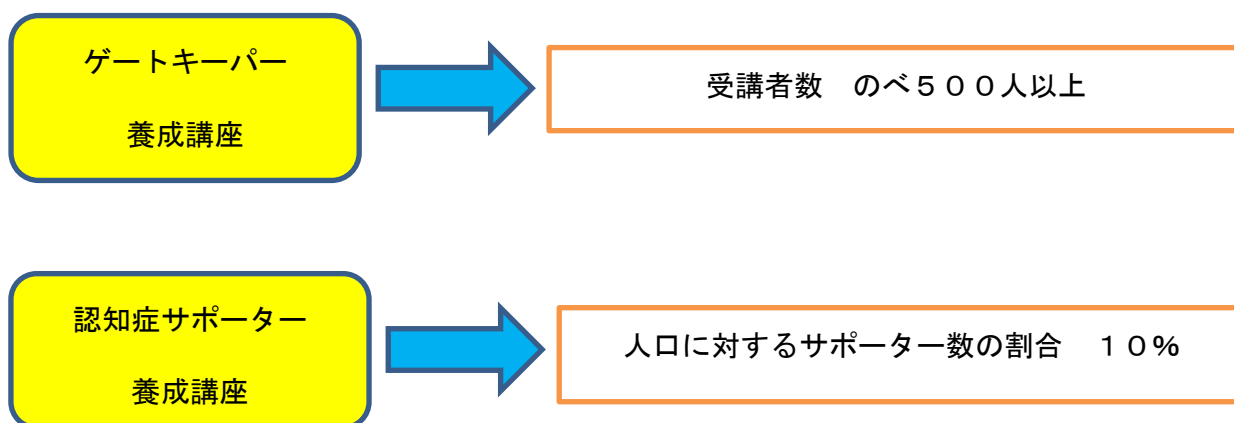 ゲートキーパー
養成講座
受講者数　のべ５００人以上
認知症サポーター
養成講座
人口に対するサポーター数の割合　１０％